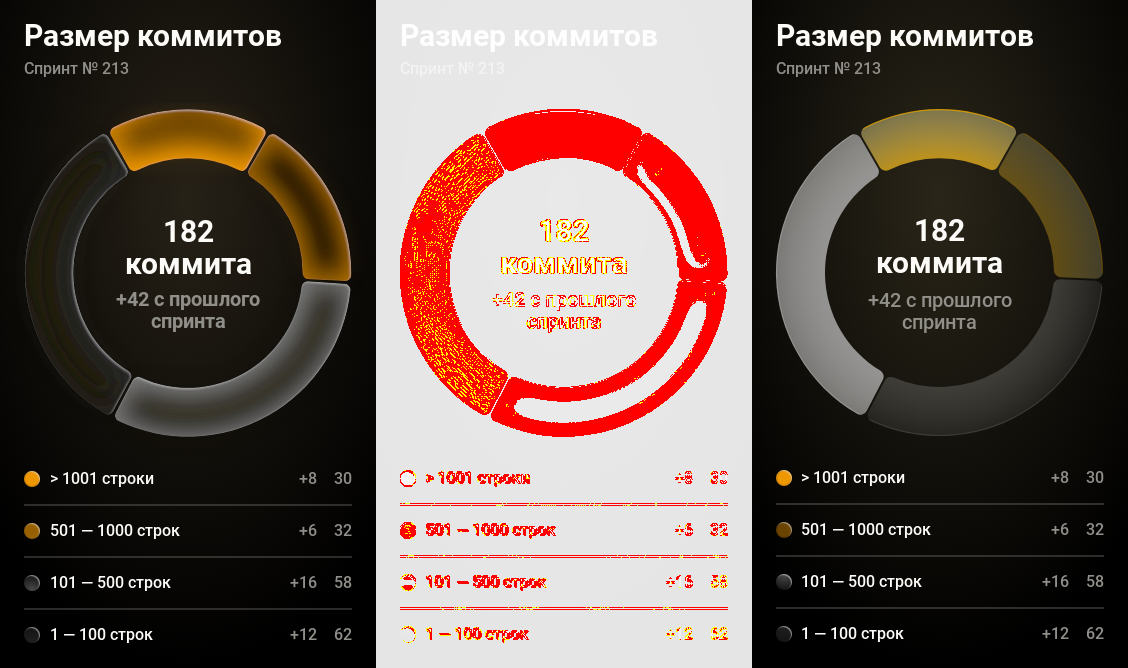 Размер коммитов
Спринт № 213
182
коммита
+42 с прошлого
спринта
> 1001 строки +8 30
501 — 1000 строк +6 32
101 — 500 строк +16 58
1 — 100 строк +12 62
Размер коммитов
Спринт № 213
182
коммита
+42 с прошлого
спринта
> 1001 строки +8 30
501 — 1000 строк +6 32
101 — 500 строк +16 58
1 — 100 строк +12 62
Размер коммитов
Спринт № 213
182
коммита
+42 с прошлого
спринта
> 1001 строки +8 30
501 — 1000 строк +6 32
101 — 500 строк +16 58
1 — 100 строк +12 62